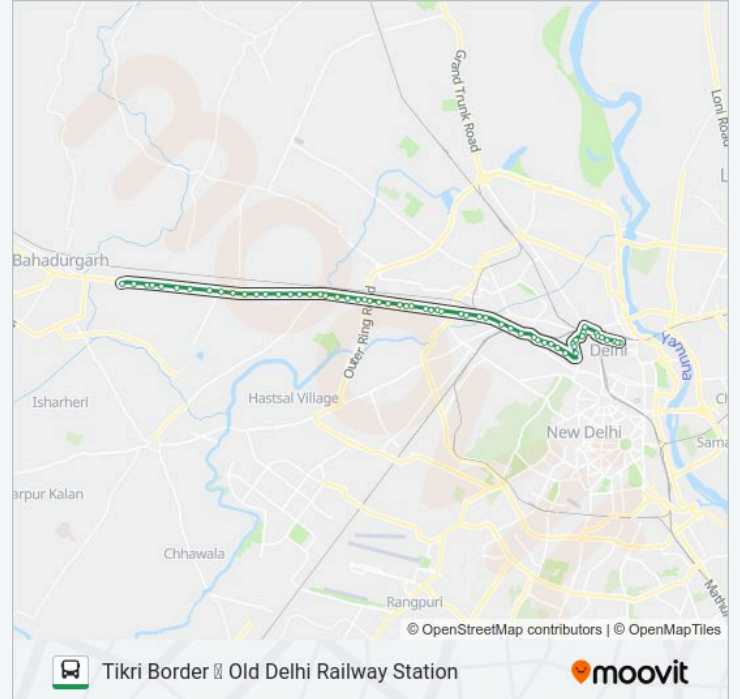 Grand Trunk Road
Loni Road
L
Bahadurgarh
Outer Ring Road
Delhi
Yamuna
Isharheri
Hastsal Village
New Delhi
arpur Kalan
Chhawala
Rangpuri
© OpenStreetMap contributors | © OpenMapTiles
Tikri Border ▯ Old Delhi Railway Station
moovit